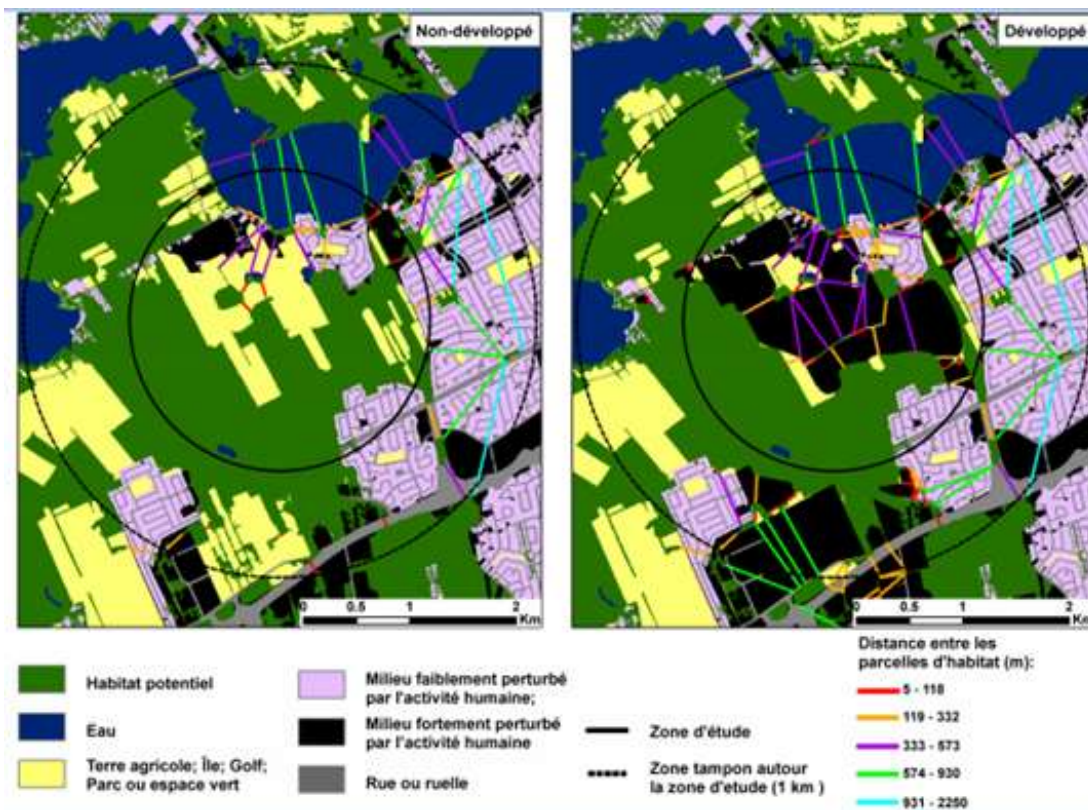 Non-développé
Développé
0 0.5 1 2
Km
0 0.5 1 2
Km
Habitat potentiel
Eau
Terre agricole; Île; Golf;
Parc ou espace vert
Milieu faiblement perturbé
par l'activité humaine;
Milieu fortement perturbé
par l'activité humaine
Rue ou ruelle
Zone d'étude
Zone tampon autour
la zone d'etude (1 km )
Distance entre les
parcelles d'habitat (m):
5 - 118
119 - 332
333 - 573
574 - 930
931 - 2250